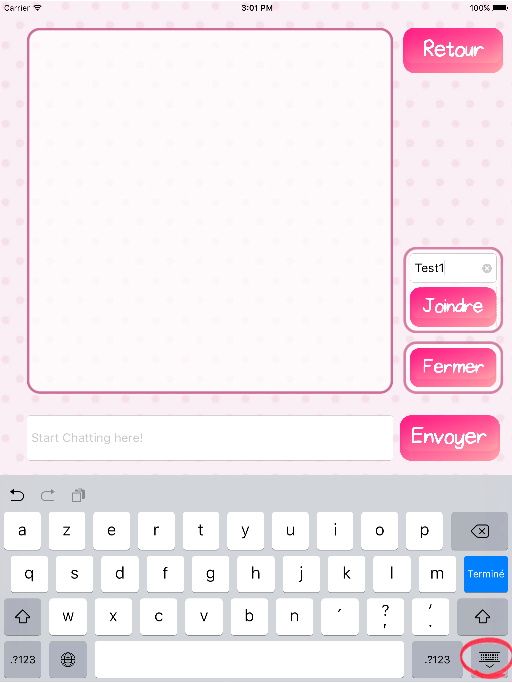 Carrier 3:01 PM 100%
Retour
Test1
Joindre
Fermer
Start Chatting here!
Envoyer
a z e r t y u i o p
q s d f g h j k l m Terminé
w x c v b n ´ ? , ' .
.?123 .?123